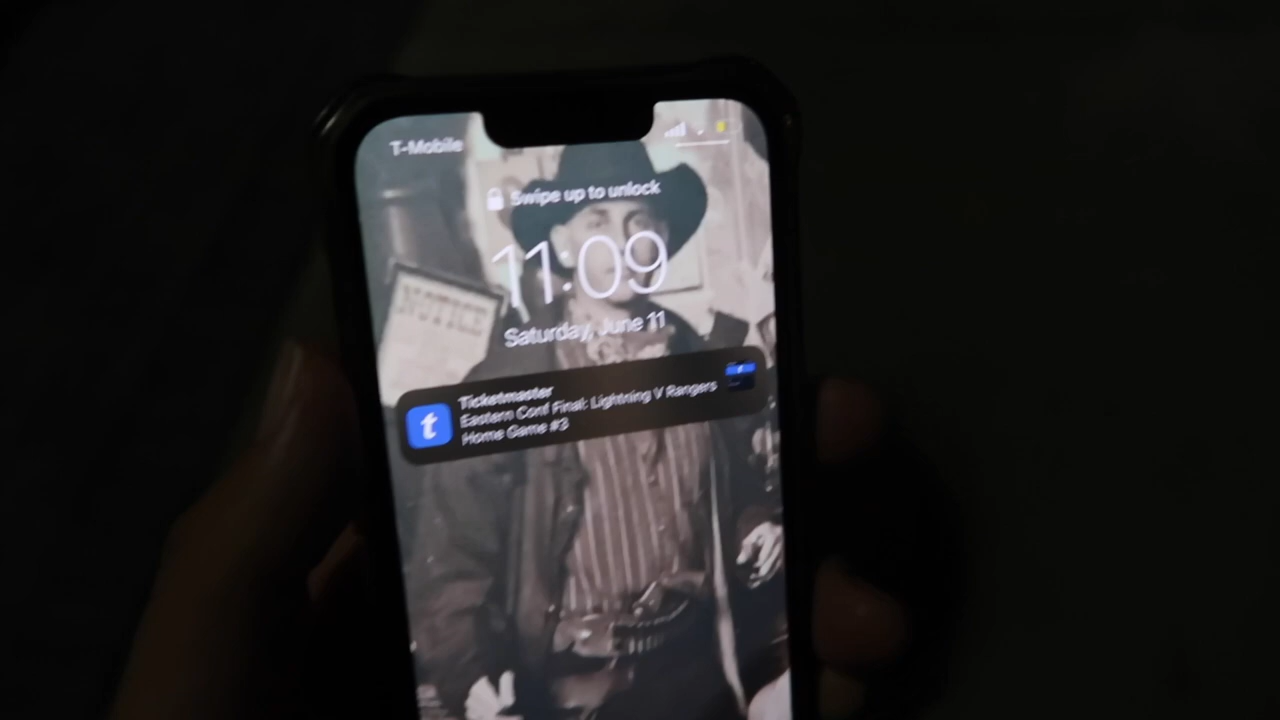 T-Mobile
Swipe up to unlock
11:09
Saturday, June 11
NOTICE
Ticketmaster
Eastern Conf Final: Lightning V Rangers
Home Game #3
t